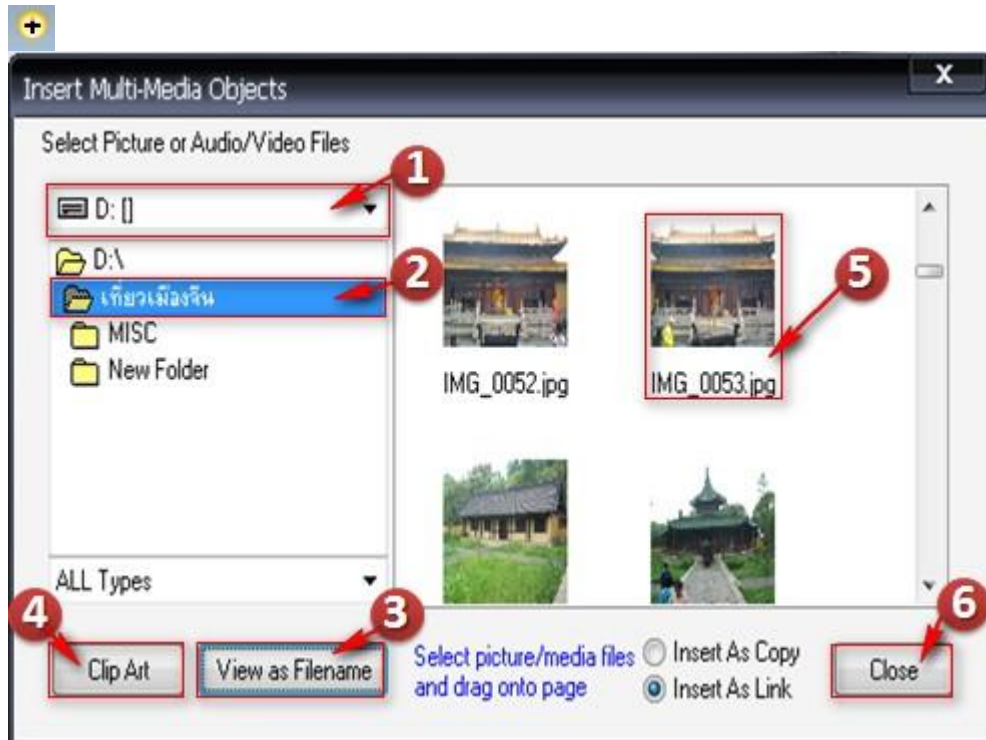 Insert Multi-Media Objects
X
Select Picture or Audio/Video Files
1
D: []
D:\
2
เที่ยวเมืองจีน
MISC
New Folder
5
IMG_0052.jpg
IMG_0053.jpg
ALL Types
4
3
6
Clip Art
View as Filename
Select picture/media files
and drag onto page
Insert As Copy
Insert As Link
Close